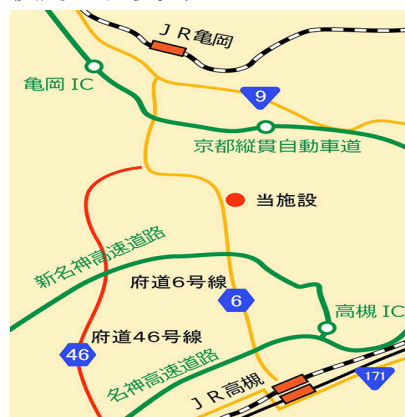 JR亀岡
亀岡 IC
9
京都縦貫自動車道
当施設
新名神高速道路
府道6号線
6
高槻 IC
府道46号線
46
名神高速道路
JR高槻
171